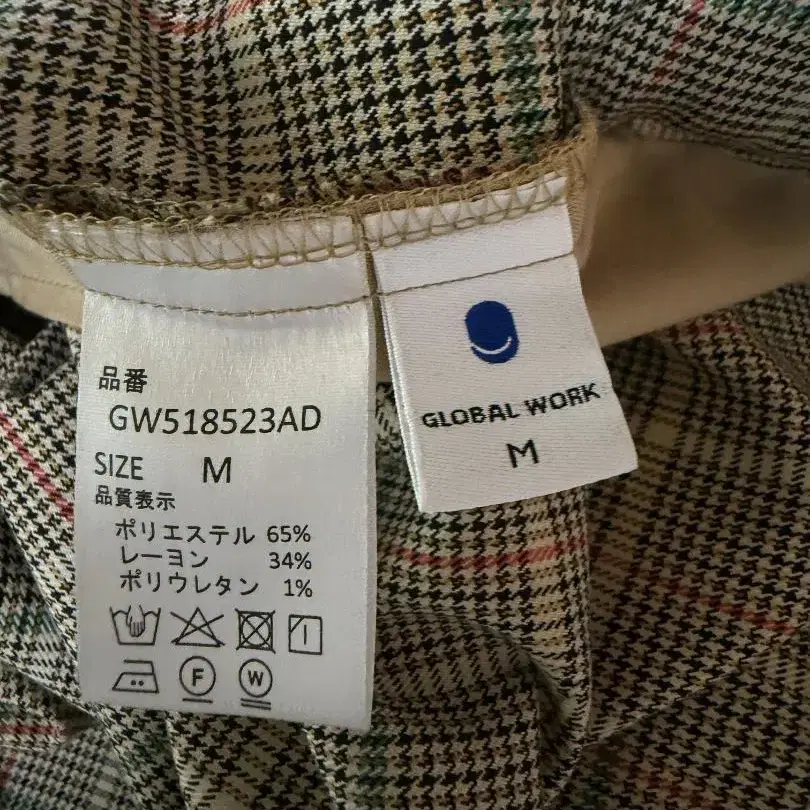 品番
GW518523AD
SIZE M
品質表示
ポリエステル 65%
レーヨン 34%
ポリウレタン 1%
F W
GLOBAL WORK
M